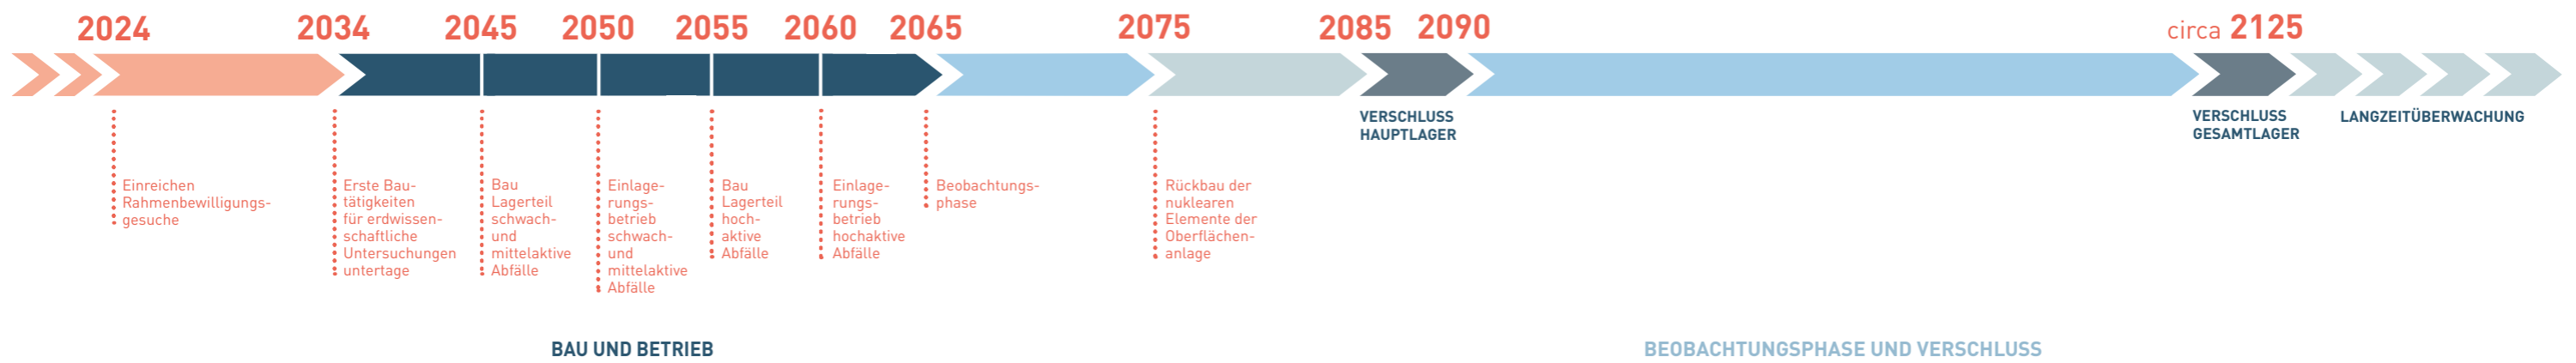 2024
2034
2045
2050
2055
2060
2065
2075
2085
2090
circa 2125
VERSCHLUSS
HAUPTLAGER
VERSCHLUSS
GESAMTLAGER
LANGZEITÜBERWACHUNG
Einreichen
Rahmenbewilligungs-
gesuche
Erste Bau-
tätigkeiten
für erdwissen-
schaftliche
Untersuchungen
untertage
Bau
Lagerteil
schwach-
und
mittelaktive
Abfälle
Einlage-
rungs-
betrieb
schwach-
und
mittelaktive
Abfälle
Bau
Lagerteil
hoch-
aktive
Abfälle
Einlage-
rungs-
betrieb
hochaktive
Abfälle
Beobachtungs-
phase
Rückbau der
nuklearen
Elemente der
Oberflächen-
anlage
BAU UND BETRIEB
BEOBACHTUNGSPHASE UND VERSCHLUSS